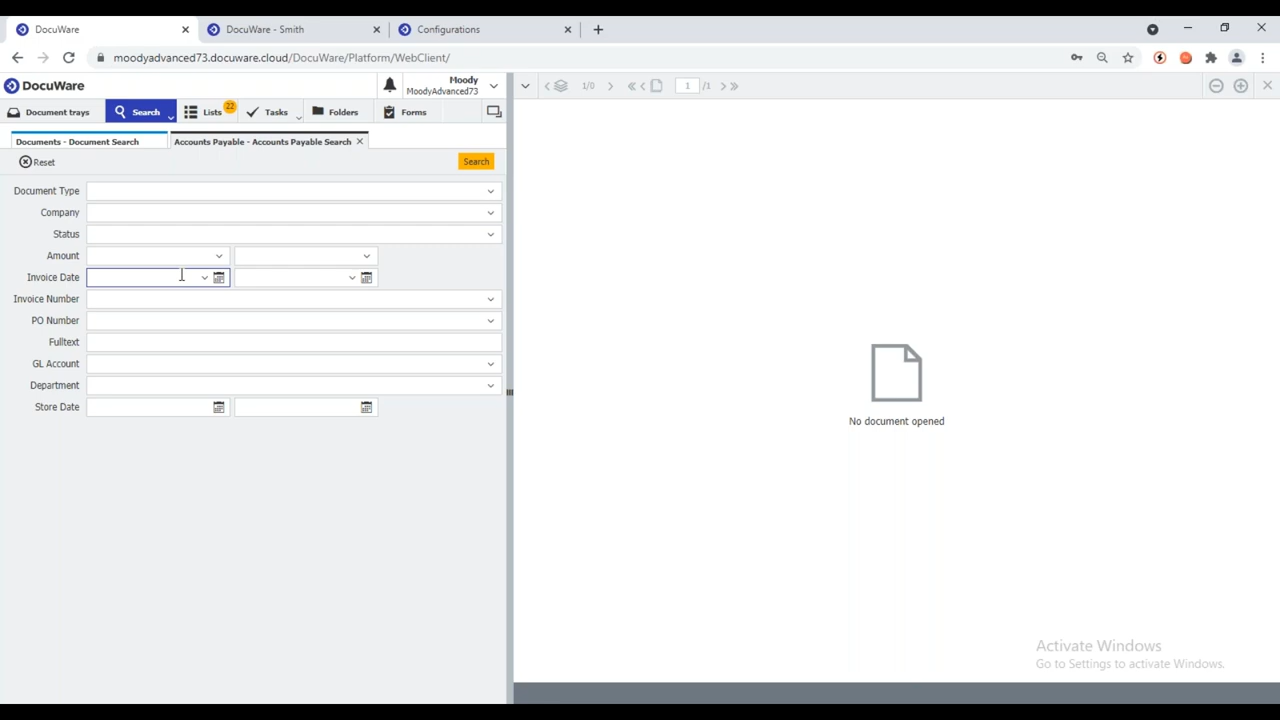 DocuWare
DocuWare - Smith
Configurations
moodyadvanced73.docuware.cloud/DocuWare/Platform/WebClient/
DocuWare
Moody
MoodyAdvanced73
1/0
1
/1
Document trays
Search
Lists
22
Tasks
Folders
Forms
Documents - Document Search
Accounts Payable - Accounts Payable Search
Reset
Search
Document Type
Company
Status
Amount
Invoice Date
Invoice Number
PO Number
Fulltext
GL Account
Department
Store Date
No document opened
Activate Windows
Go to Settings to activate Windows.